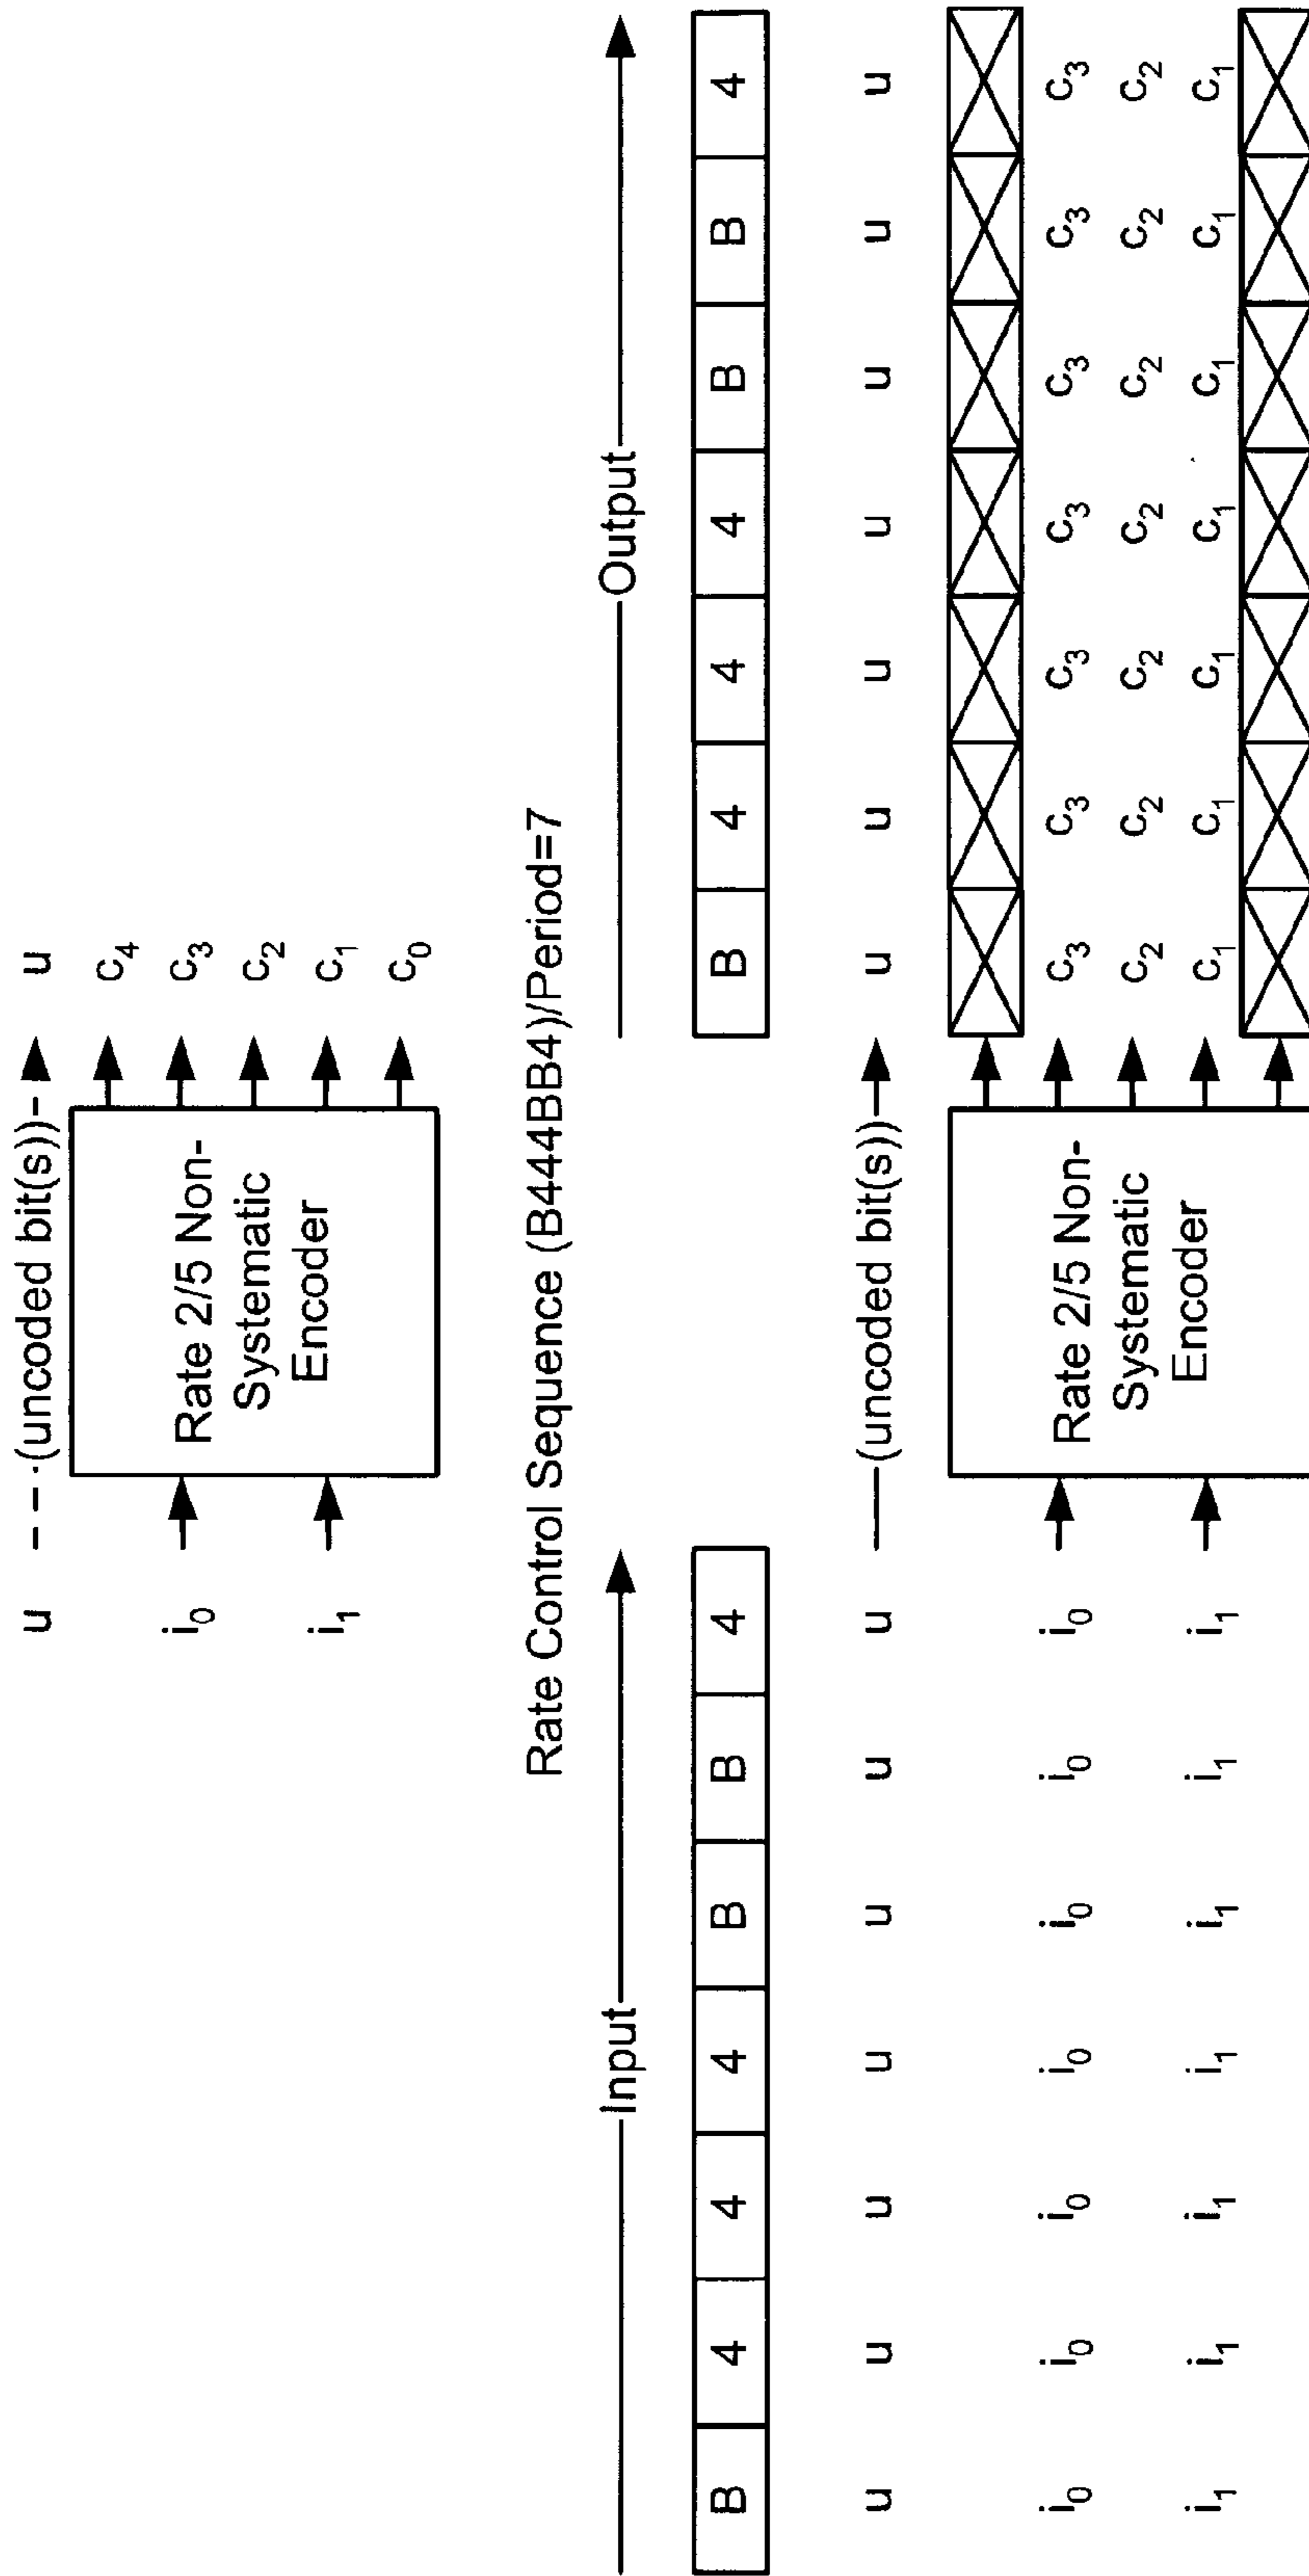 u (uncoded bit(s)) u
c4
i0 Rate 2/5 Non- c3
Systematic c2
i1 Encoder c1
c0
Rate Control Sequence (B444BB4)/Period=7
Input Output
B 4 4 4 B B 4 B 4 4 4 B B 4
u u u u u u u (uncoded bit(s)) u u u u u u u
i0 i0 i0 i0 i0 i0 i0 Rate 2/5 Non- c3 c3 c3 c3 c3 c3 c3
Systematic c2 c2 c2 c2 c2 c2 c2
i1 i1 i1 i1 i1 i1 i1 Encoder c1 c1 c1 c1 c1 c1 c1